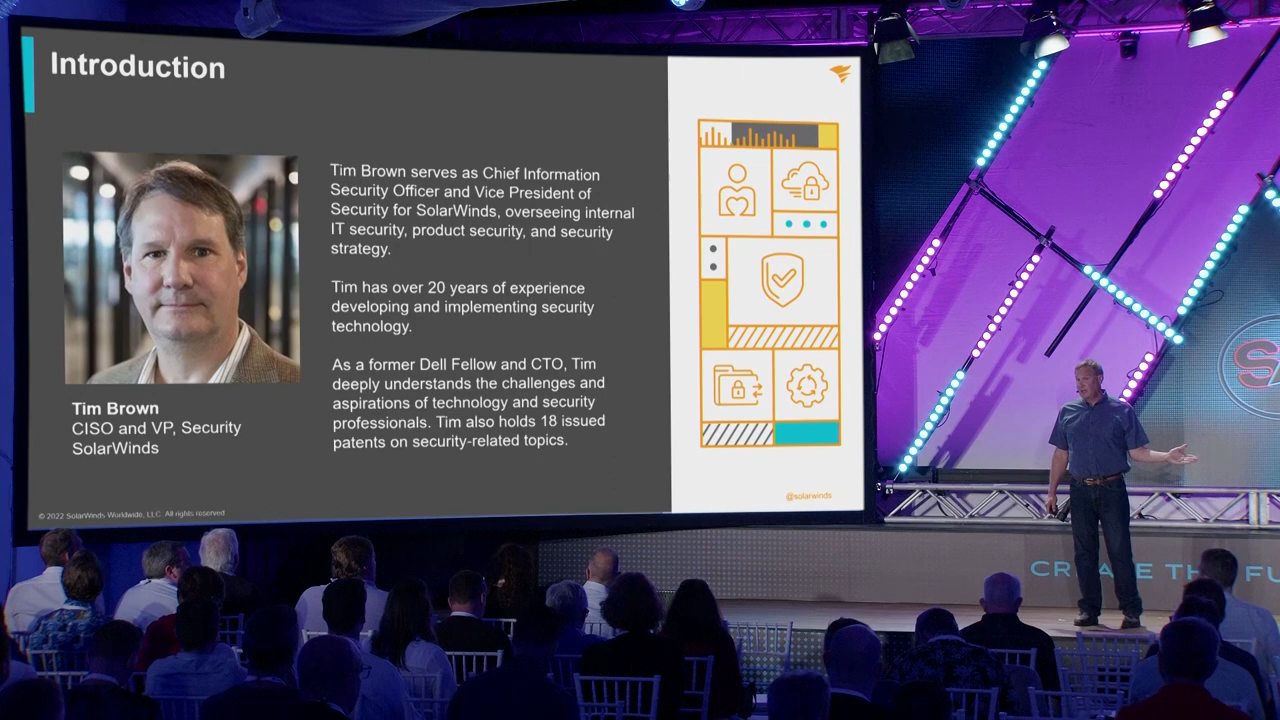 Introduction
Tim Brown serves as Chief Information
Security Officer and Vice President of
Security for SolarWinds, overseeing internal
IT security, product security, and security
strategy.
Tim has over 20 years of experience
developing and implementing security
technology.
As a former Dell Fellow and CTO, Tim
deeply understands the challenges and
aspirations of technology and security
professionals. Tim also holds 18 issued
patents on security-related topics.
Tim Brown
CISO and VP, Security
SolarWinds
@solarwinds
© 2022 SolarWinds Worldwide, LLC. All rights reserved